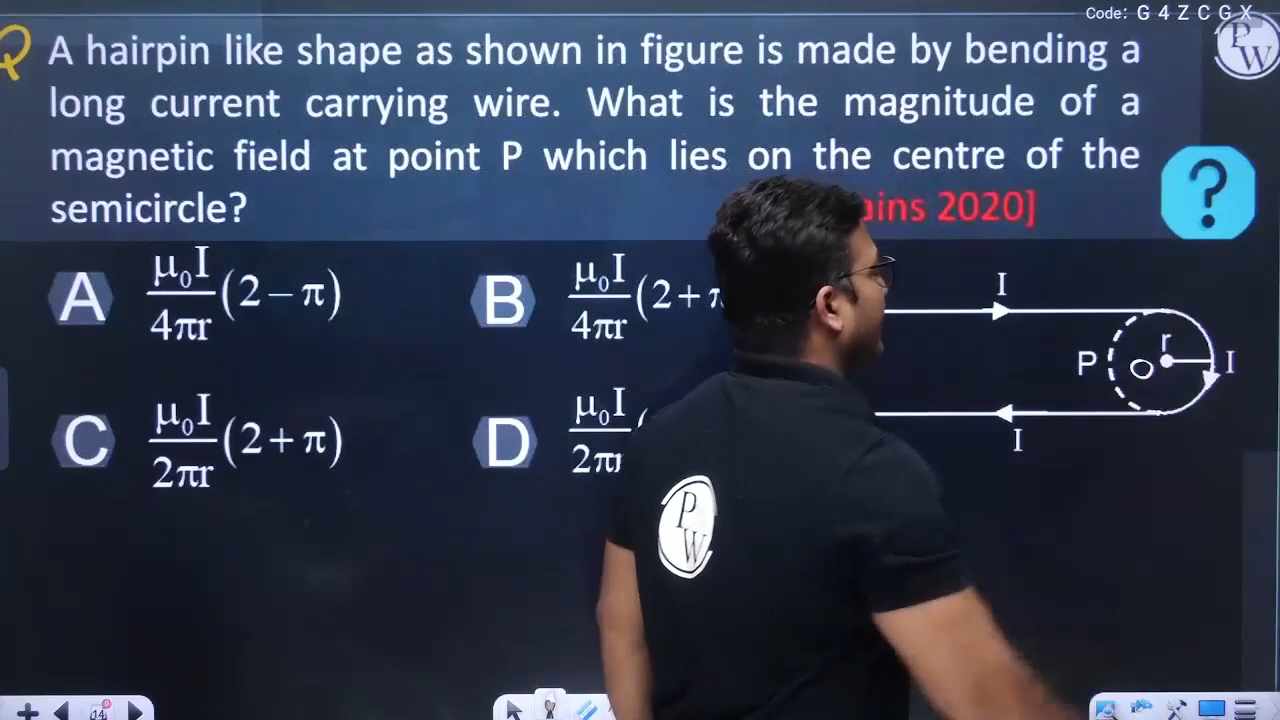 Code: G 4 Z C G X
Q A hairpin like shape as shown in figure is made by bending a
long current carrying wire. What is the magnitude of a
magnetic field at point P which lies on the centre of the
semicircle? 2020]
A μ₀I/4πr (2 − π)
B μ₀I/4πr (2 +
C μ₀I/2πr (2 + π)
D μ₀I
I
r
P O I
I
P W
P W
?
14